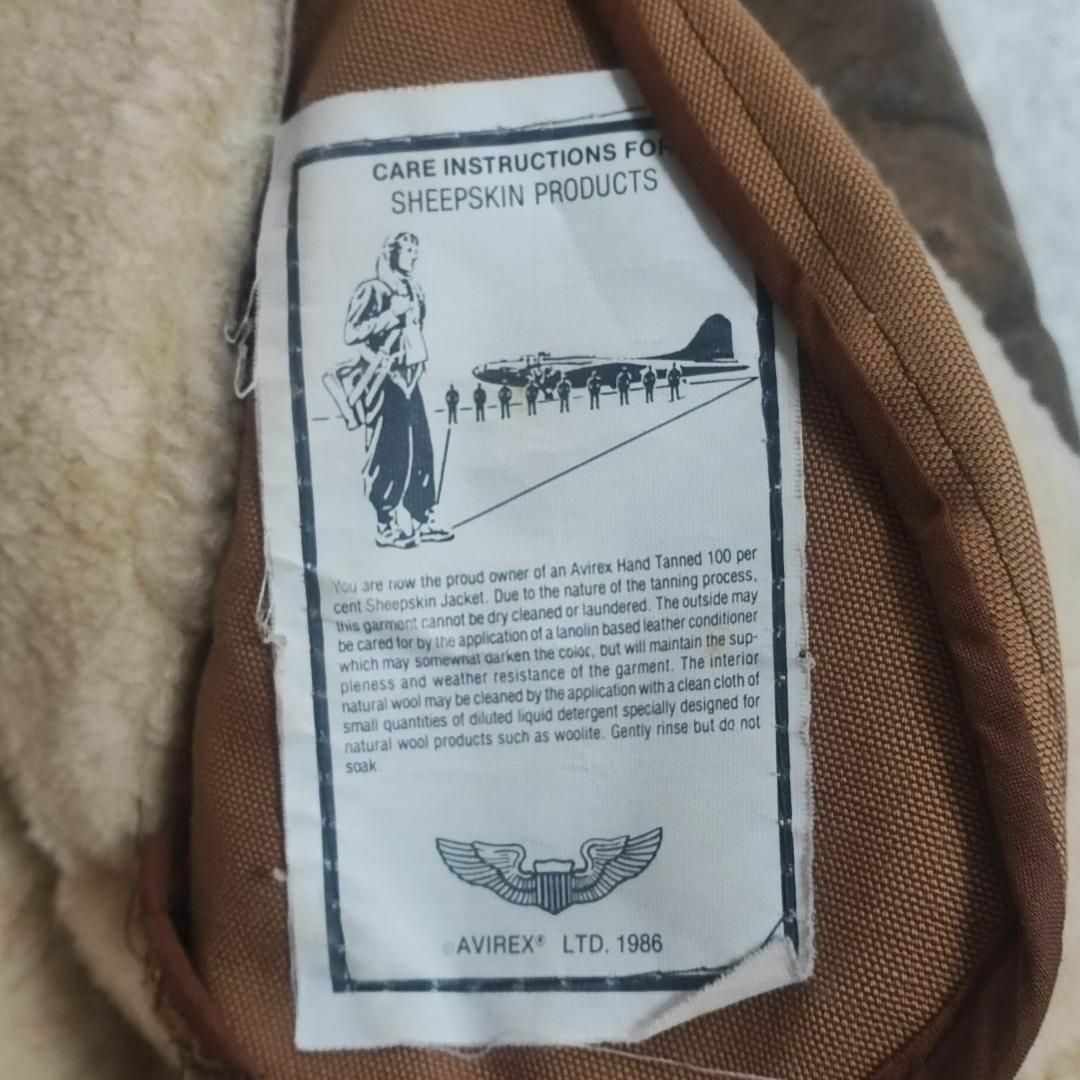 CARE INSTRUCTIONS FOR
SHEEPSKIN PRODUCTS
You are now the proud owner of an Avirex Hand Tanned 100 per
cent Sheepskin Jacket. Due to the nature of the tanning process,
this garment cannot be dry cleaned or laundered. The outside may
be cared for by the application of a lanolin based leather conditioner
which may somewhat darken the color, but will maintain the sup-
pleness and weather resistance of the garment. The interior
natural wool may be cleaned by the application with a clean cloth of
small quantities of diluted liquid detergent specially designed for
natural wool products such as woolite. Gently rinse but do not
soak.
©AVIREX® LTD. 1986